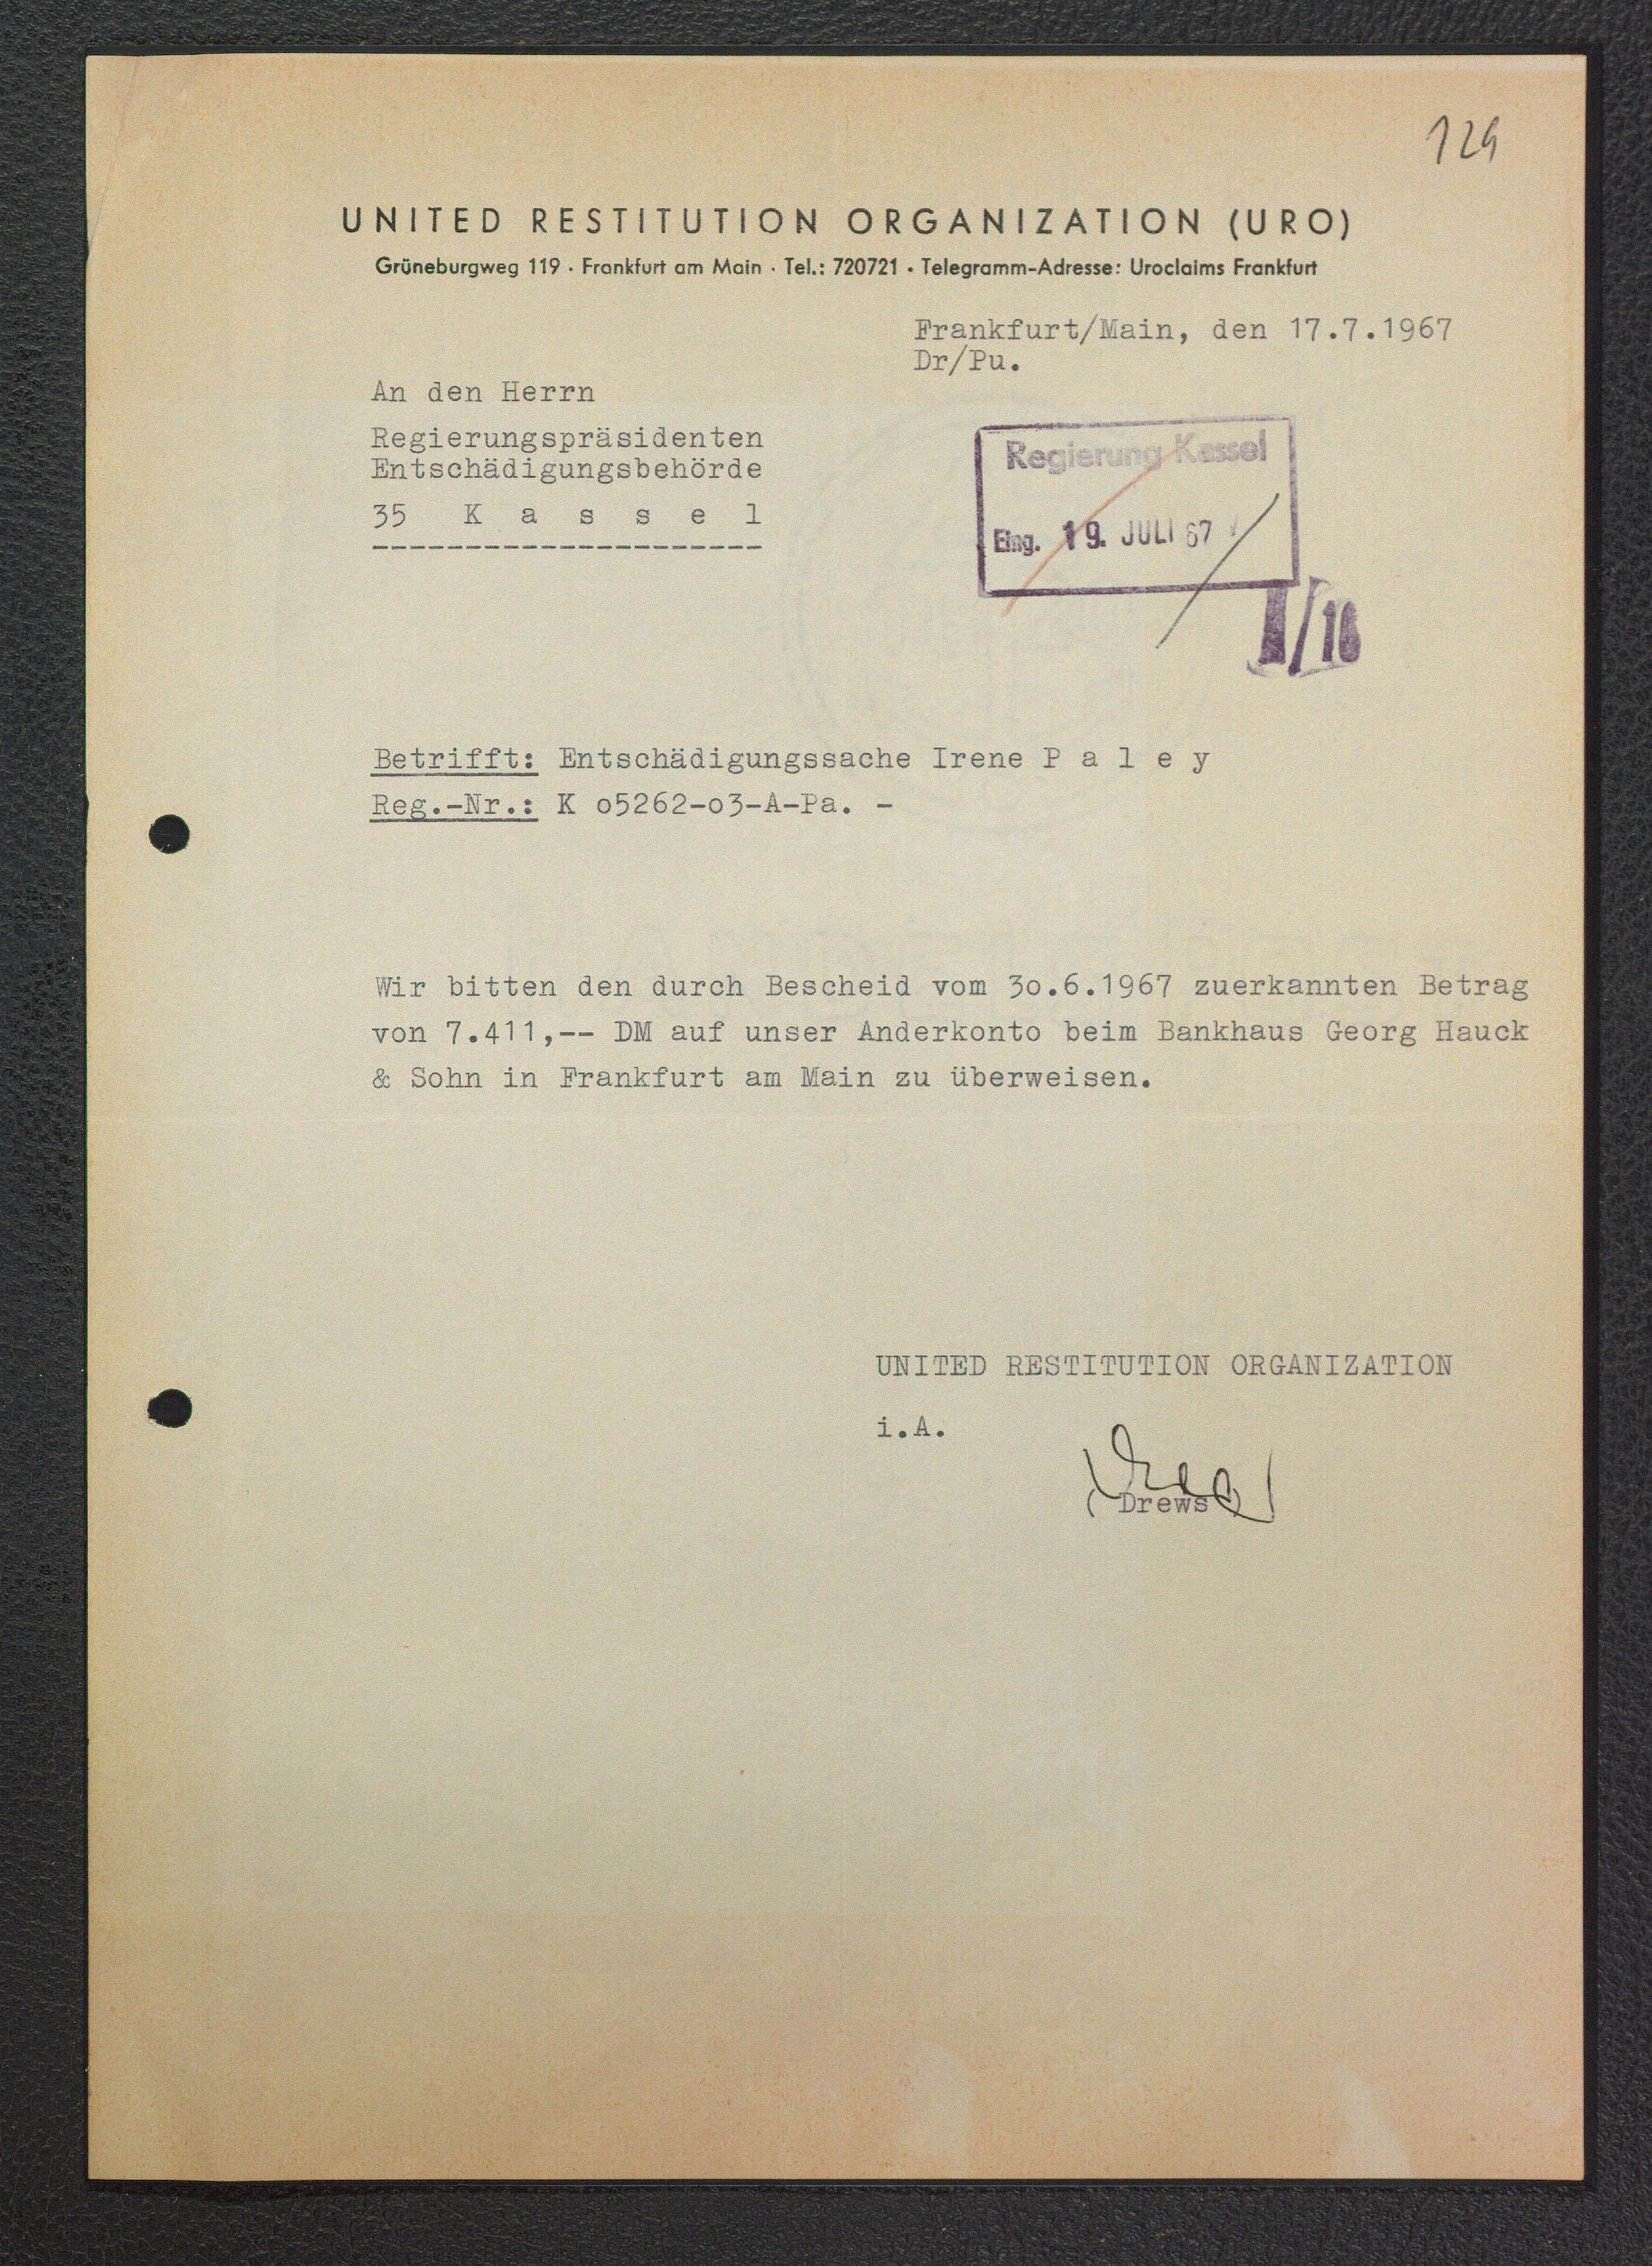 129
UNITED RESTITUTION ORGANIZATION (URO)
Grüneburgweg 119 · Frankfurt am Main · Tel.: 720721 · Telegramm-Adresse: Uroclaims Frankfurt
Frankfurt/Main, den 17.7.1967
Dr/Pu.
An den Herrn
Regierungspräsidenten
Entschädigungsbehörde
35 K a s s e l
---------------------
Regierung Kassel
Eing. 19. JULI 67
I/10
Betrifft: Entschädigungssache Irene P a l e y
Reg.-Nr.: K o5262-o3-A-Pa. -
Wir bitten den durch Bescheid vom 3o.6.1967 zuerkannten Betrag
von 7.411,-- DM auf unser Anderkonto beim Bankhaus Georg Hauck
& Sohn in Frankfurt am Main zu überweisen.
UNITED RESTITUTION ORGANIZATION
i.A.
( Drews )